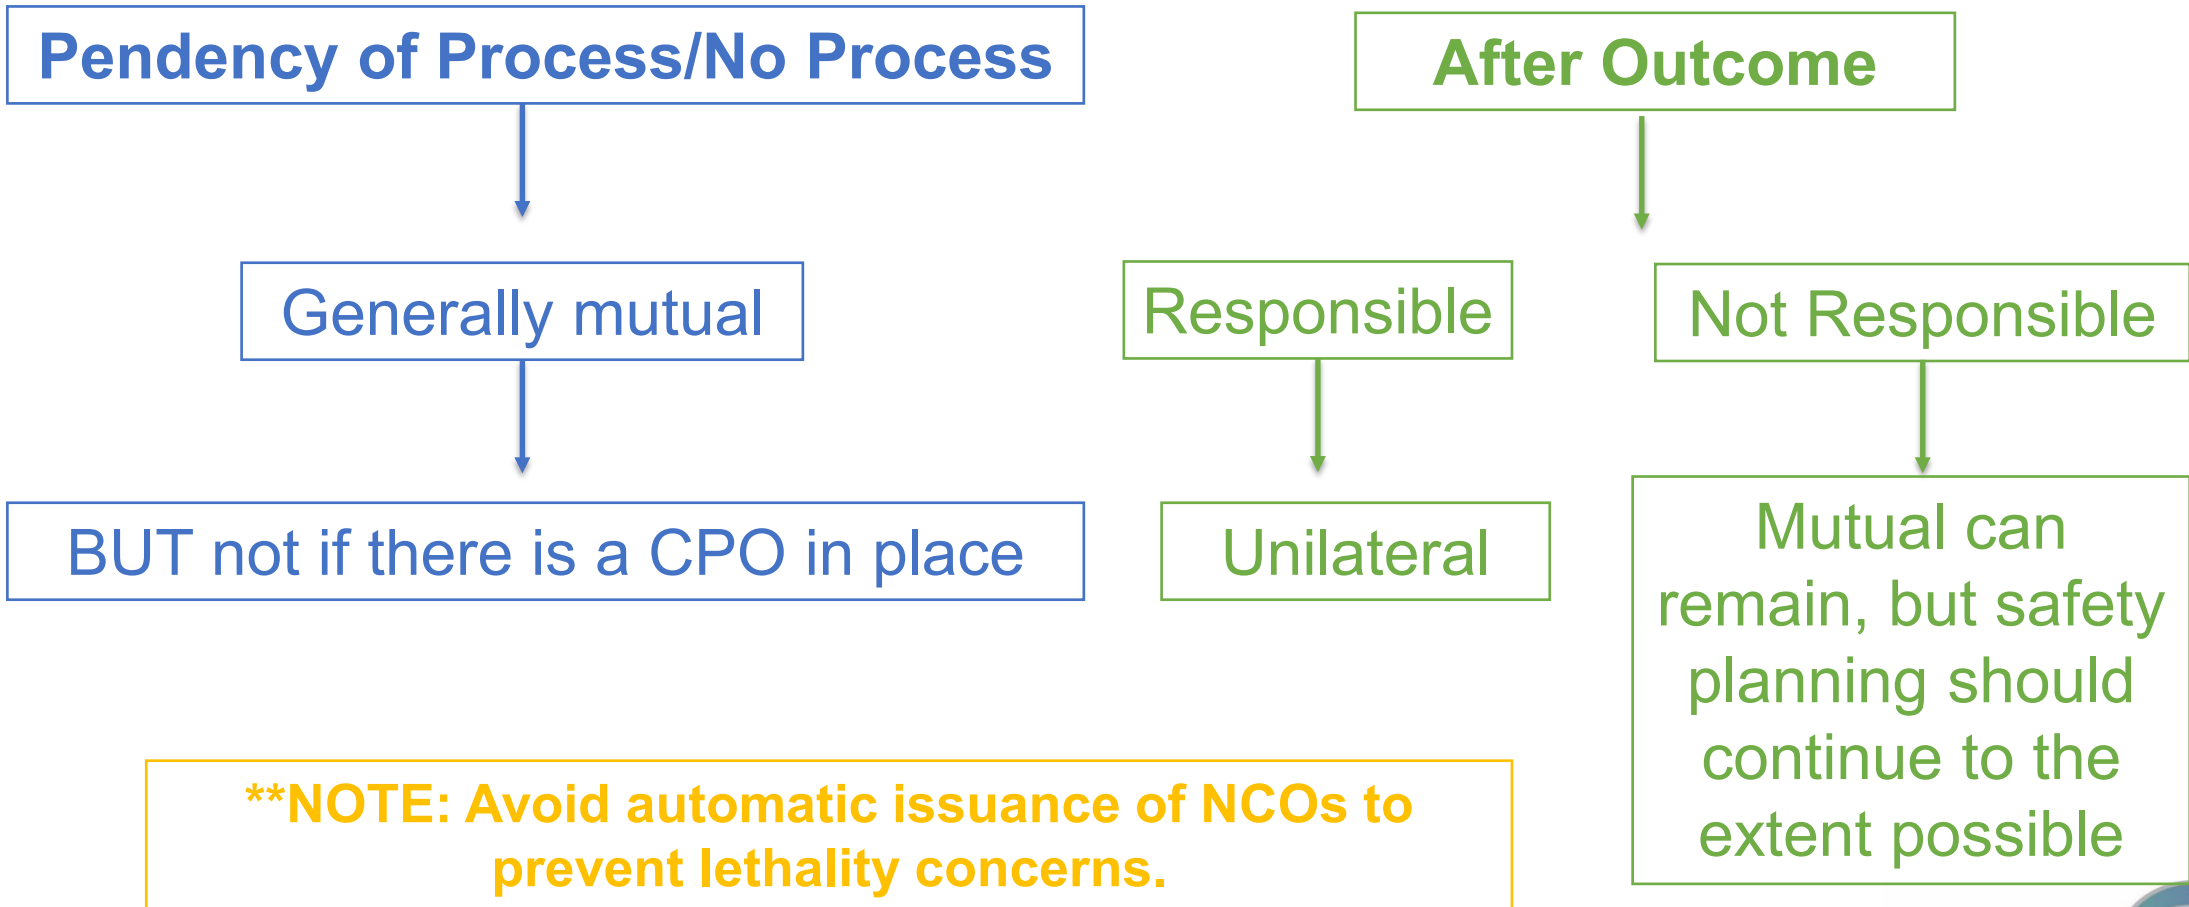 Pendency of Process/No Process
Generally mutual
BUT not if there is a CPO in place
After Outcome
Responsible
Unilateral
Not Responsible
Mutual can
remain, but safety
planning should
continue to the
extent possible
**NOTE: Avoid automatic issuance of NCOs to
prevent lethality concerns.